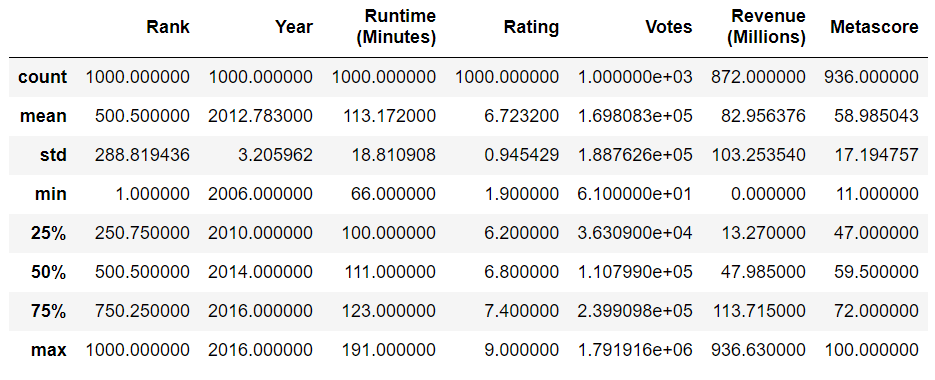 Rank Year Runtime (Minutes) Rating Votes Revenue (Millions) Metascore
count 1000.000000 1000.000000 1000.000000 1000.000000 1.000000e+03 872.000000 936.000000
mean 500.500000 2012.783000 113.172000 6.723200 1.698083e+05 82.956376 58.985043
std 288.819436 3.205962 18.810908 0.945429 1.887626e+05 103.253540 17.194757
min 1.000000 2006.000000 66.000000 1.900000 6.100000e+01 0.000000 11.000000
25% 250.750000 2010.000000 100.000000 6.200000 3.630900e+04 13.270000 47.000000
50% 500.500000 2014.000000 111.000000 6.800000 1.107990e+05 47.985000 59.500000
75% 750.250000 2016.000000 123.000000 7.400000 2.399098e+05 113.715000 72.000000
max 1000.000000 2016.000000 191.000000 9.000000 1.791916e+06 936.630000 100.000000